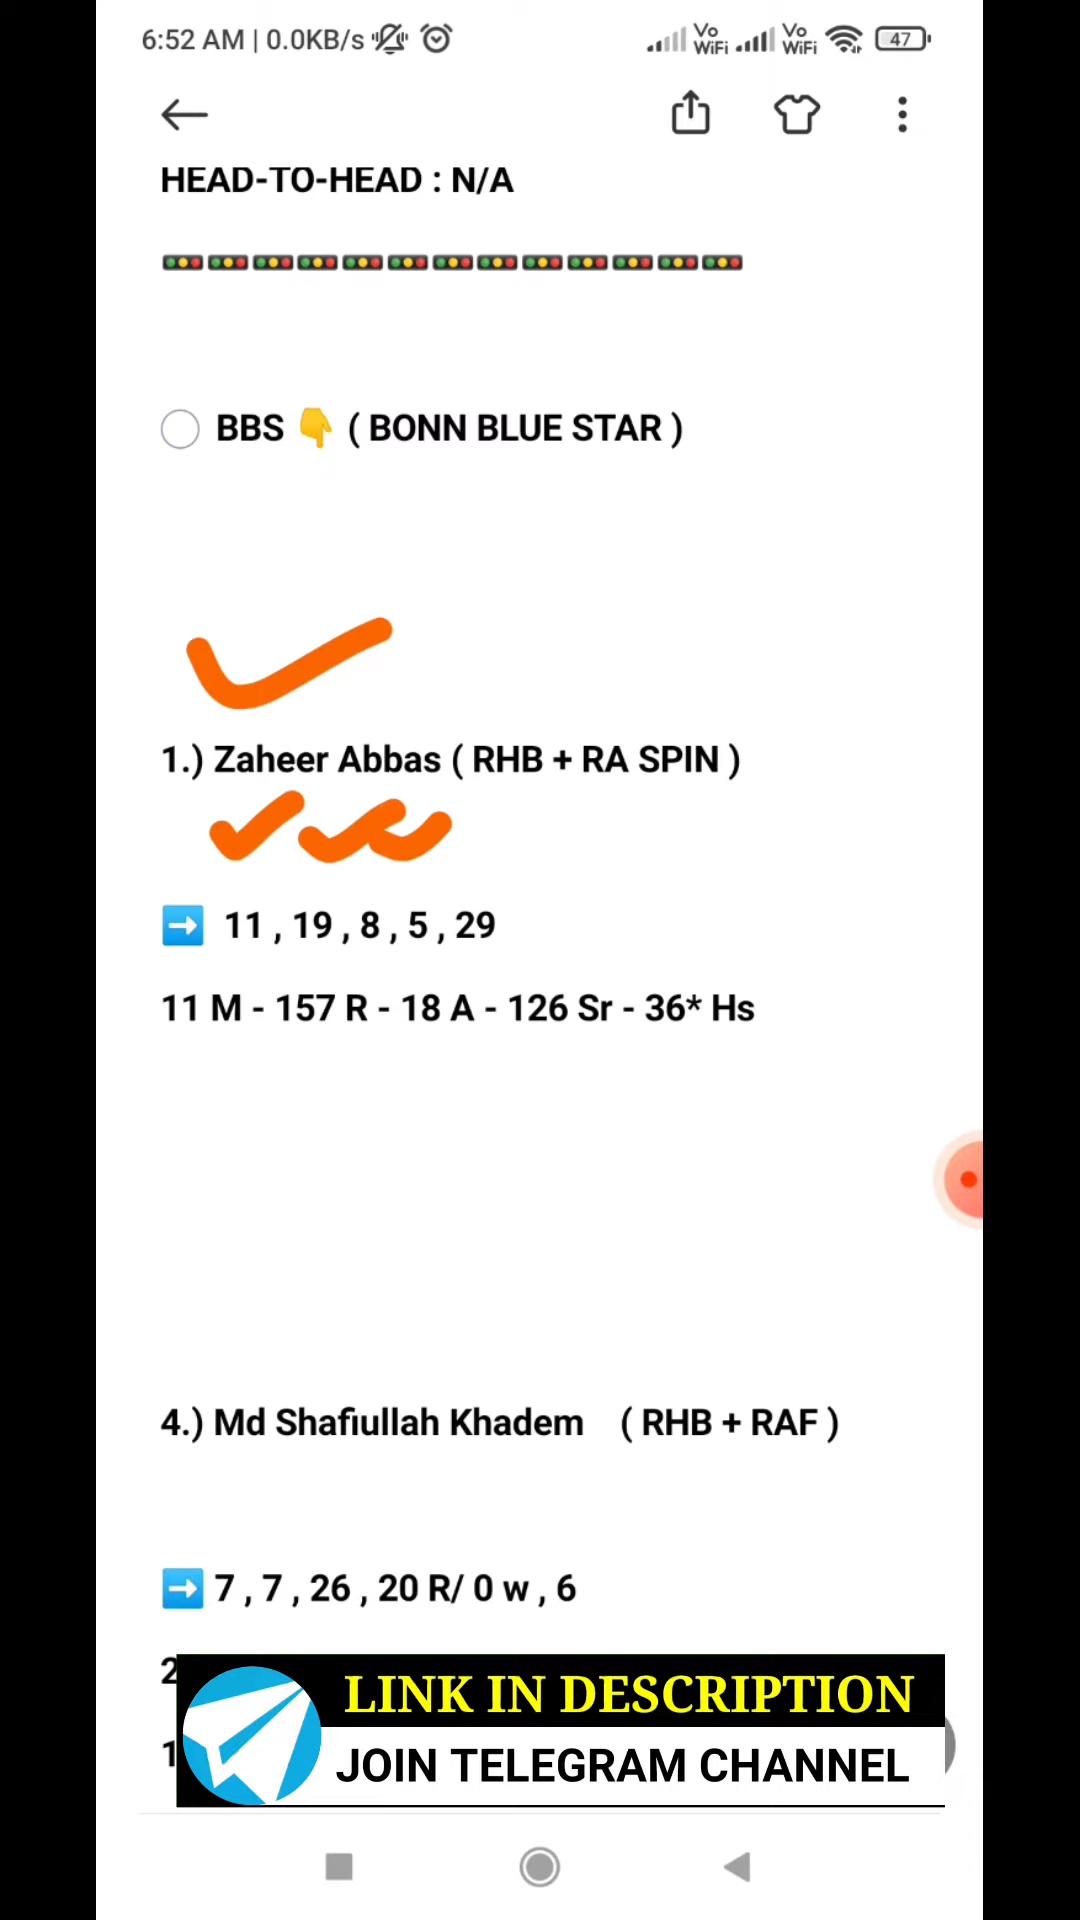 6:52 AM | 0.0KB/s Vo WiFi Vo WiFi 47
HEAD-TO-HEAD : N/A
BBS 👇 ( BONN BLUE STAR )
1.) Zaheer Abbas ( RHB + RA SPIN )
➡️ 11 , 19 , 8 , 5 , 29
11 M - 157 R - 18 A - 126 Sr - 36* Hs
4.) Md Shafiullah Khadem ( RHB + RAF )
➡️ 7 , 7 , 26 , 20 R/ 0 w , 6
2
1
LINK IN DESCRIPTION
JOIN TELEGRAM CHANNEL